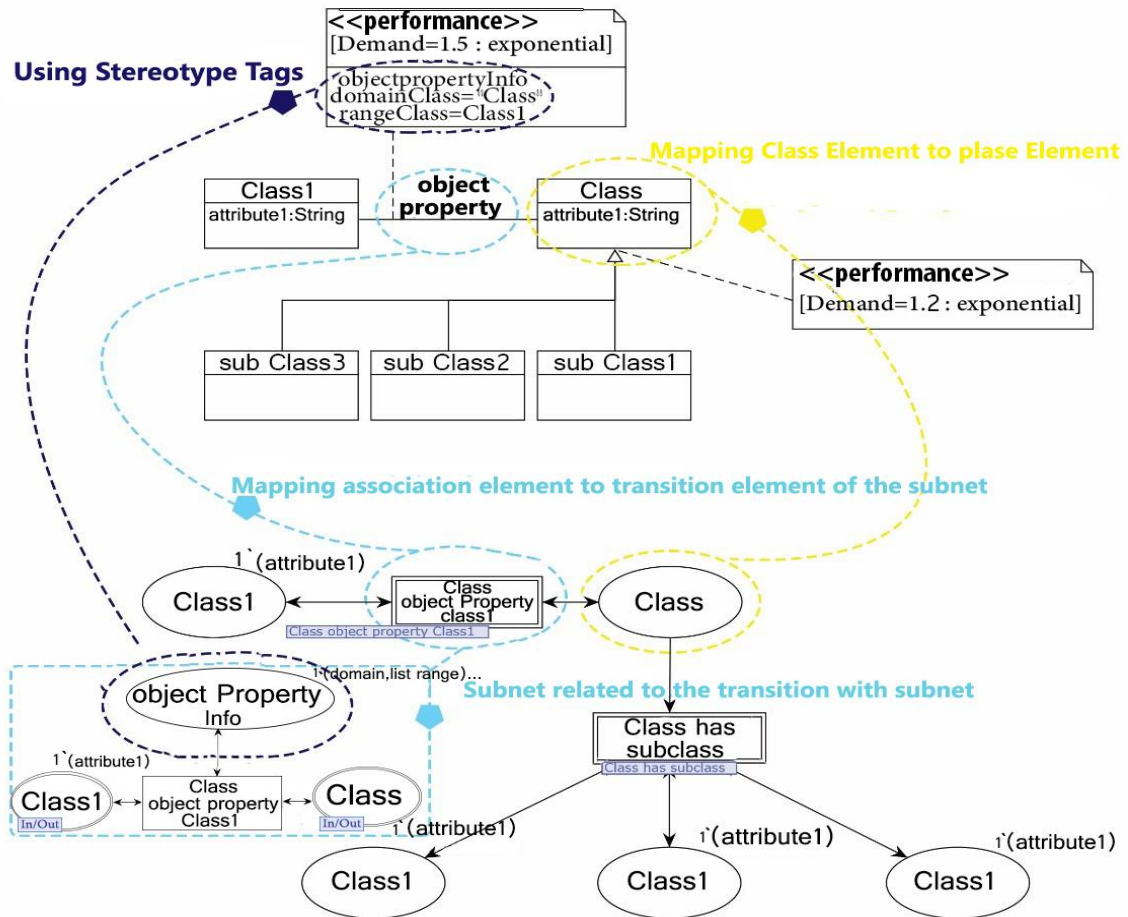 <<performance>>
[Demand=1.5 : exponential]
objectpropertyInfo
domainClass="Class"
rangeClass=Class1
Using Stereotype Tags
Mapping Class Element to plase Element
Class1
attribute1:String
object
property
Class
attribute1:String
<<performance>>
[Demand=1.2 : exponential]
sub Class3
sub Class2
sub Class1
Mapping association element to transition element of the subnet
1`(attribute1)
Class1
Class
object Property
class1
Class object property Class1
Class
1`(domain,list range)...
object Property
Info
Subnet related to the transition with subnet
1`(attribute1)
Class1
In/Out
Class
object property
Class1
Class
In/Out
Class has
subclass
Class has subclass
1`(attribute1)
1`(attribute1)
1`(attribute1)
Class1
Class1
Class1